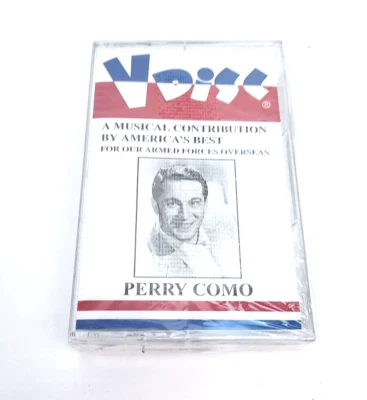 V Disc
®
A MUSICAL CONTRIBUTION
BY AMERICA'S BEST
FOR OUR ARMED FORCES OVERSEAS
PERRY COMO